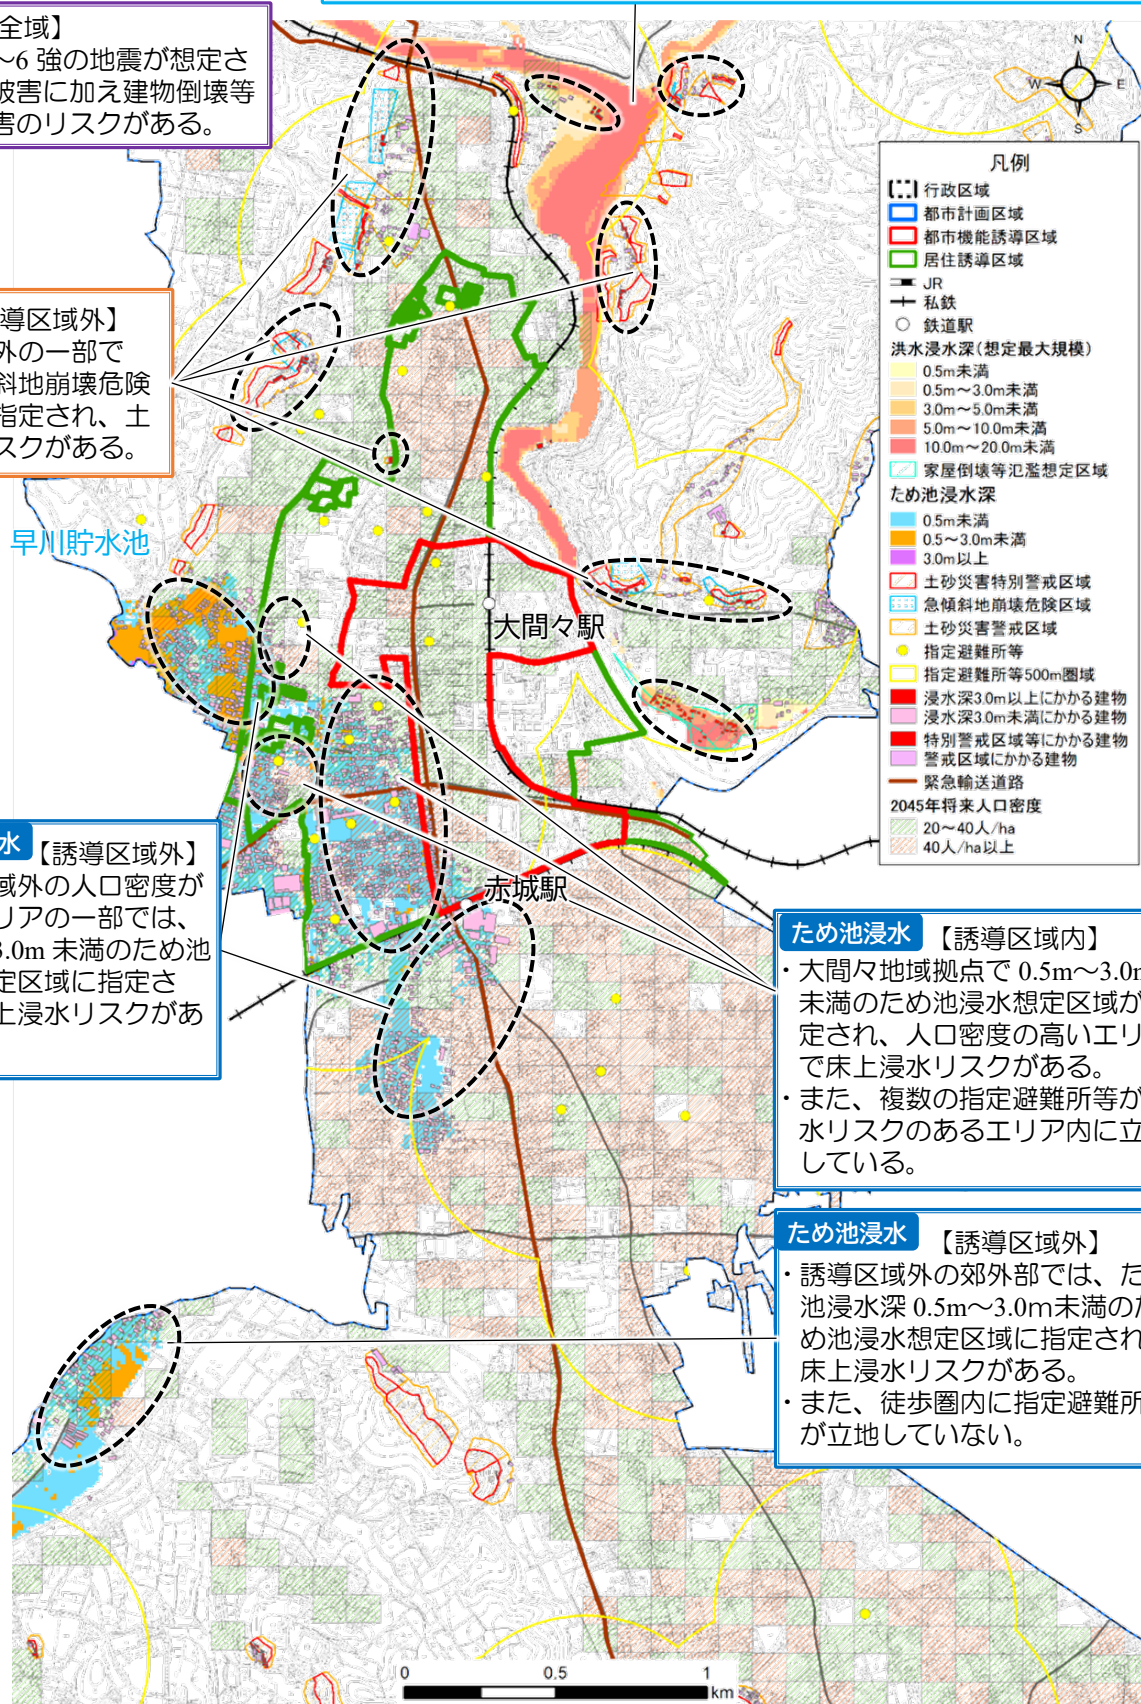 全域】
～6 強の地震が想定さ
被害に加え建物倒壊等
害のリスクがある。
N
W
E
S
凡例
行政区域
都市計画区域
都市機能誘導区域
居住誘導区域
JR
私鉄
鉄道駅
洪水浸水深(想定最大規模)
0.5m未満
0.5m～3.0m未満
3.0m～5.0m未満
5.0m～10.0m未満
10.0m～20.0m未満
家屋倒壊等氾濫想定区域
ため池浸水深
0.5m未満
0.5～3.0m未満
3.0m以上
土砂災害特別警戒区域
急傾斜地崩壊危険区域
土砂災害警戒区域
指定避難所等
指定避難所等500m圏域
浸水深3.0m以上にかかる建物
浸水深3.0m未満にかかる建物
特別警戒区域等にかかる建物
警戒区域にかかる建物
緊急輸送道路
2045年将来人口密度
20～40人/ha
40人/ha以上
導区域外】
外の一部で
斜地崩壊危険
指定され、土
スクがある。
早川貯水池
大間々駅
赤城駅
水 【誘導区域外】
域外の人口密度が
リアの一部では、
3.0m 未満のため池
定区域に指定さ
上浸水リスクがあ
ため池浸水 【誘導区域内】
・大間々地域拠点で 0.5m～3.0m
未満のため池浸水想定区域が
定され、人口密度の高いエリ
で床上浸水リスクがある。
・また、複数の指定避難所等が
水リスクのあるエリア内に立
している。
ため池浸水 【誘導区域外】
・誘導区域外の郊外部では、た
池浸水深 0.5m～3.0m未満のた
め池浸水想定区域に指定され
床上浸水リスクがある。
・また、徒歩圏内に指定避難所
が立地していない。
0 0.5 1
km